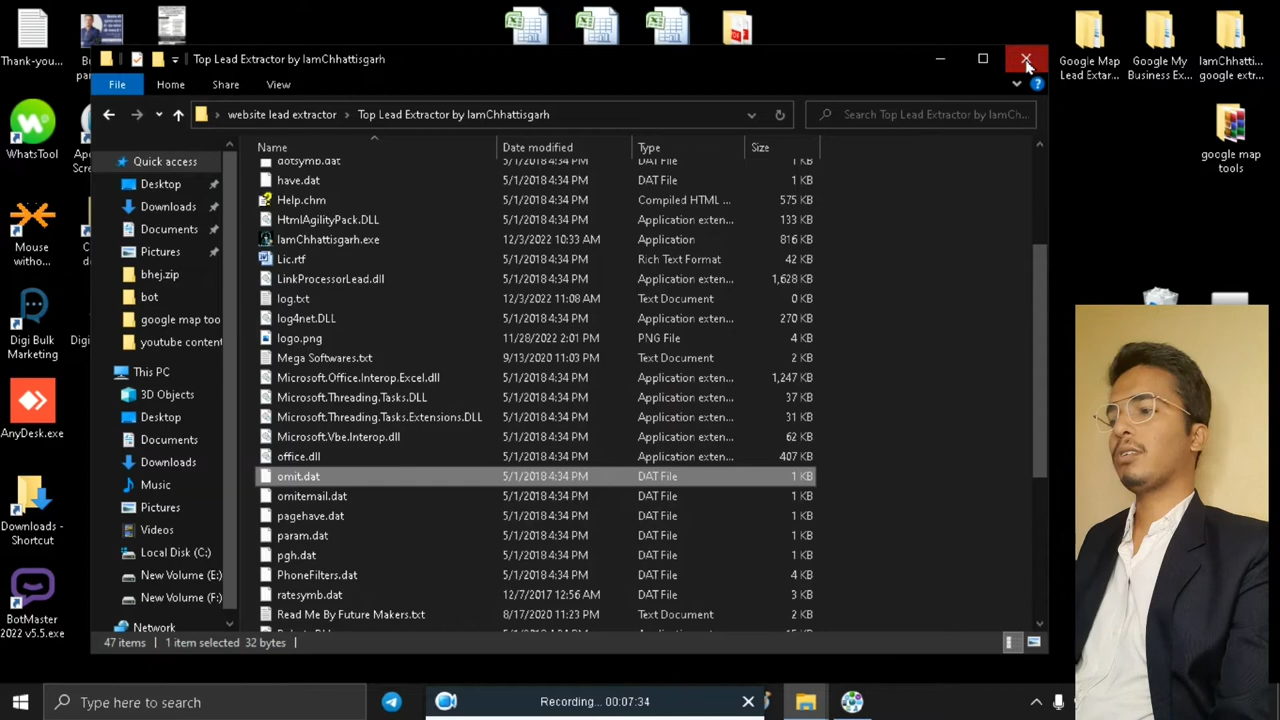 Thank-you...
Top Lead Extractor by IamChhattisgarh
File
Home
Share
View
website lead extractor
Top Lead Extractor by IamChhattisgarh
Search Top Lead Extractor by IamCh...
Name
Date modified
Type
Size
dotsymb.dat 5/1/2018 4:34 PM DAT File 1 KB
have.dat 5/1/2018 4:34 PM DAT File 1 KB
Help.chm 5/1/2018 4:34 PM Compiled HTML ... 575 KB
HtmlAgilityPack.DLL 5/1/2018 4:34 PM Application exten... 133 KB
IamChhattisgarh.exe 12/3/2022 10:33 AM Application 816 KB
Lic.rtf 5/1/2018 4:34 PM Rich Text Format 42 KB
LinkProcessorLead.dll 5/1/2018 4:34 PM Application exten... 1,628 KB
log.txt 12/3/2022 11:08 AM Text Document 0 KB
log4net.DLL 5/1/2018 4:34 PM Application exten... 270 KB
logo.png 11/28/2022 2:01 PM PNG File 4 KB
Mega Softwares.txt 9/13/2020 11:03 PM Text Document 2 KB
Microsoft.Office.Interop.Excel.dll 5/1/2018 4:34 PM Application exten... 1,247 KB
Microsoft.Threading.Tasks.DLL 5/1/2018 4:34 PM Application exten... 37 KB
Microsoft.Threading.Tasks.Extensions.DLL 5/1/2018 4:34 PM Application exten... 31 KB
Microsoft.Vbe.Interop.dll 5/1/2018 4:34 PM Application exten... 62 KB
office.dll 5/1/2018 4:34 PM Application exten... 407 KB
omit.dat 5/1/2018 4:34 PM DAT File 1 KB
omitemail.dat 5/1/2018 4:34 PM DAT File 1 KB
pagehave.dat 5/1/2018 4:34 PM DAT File 1 KB
param.dat 5/1/2018 4:34 PM DAT File 1 KB
pgh.dat 5/1/2018 4:34 PM DAT File 1 KB
PhoneFilters.dat 5/1/2018 4:34 PM DAT File 4 KB
ratesymb.dat 12/7/2017 12:56 AM DAT File 3 KB
Read Me By Future Makers.txt 8/17/2020 11:23 PM Text Document 2 KB
Quick access
Desktop
Downloads
Documents
Pictures
bhej.zip
bot
google map too
youtube content
This PC
3D Objects
Desktop
Documents
Downloads
Music
Pictures
Videos
Local Disk (C:)
New Volume (E:)
New Volume (F:)
Network
47 items
1 item selected 32 bytes
WhatsTool
Mouse
witho...
Digi Bulk
Marketing
AnyDesk.exe
Downloads -
Shortcut
BotMaster
2022 v5.5.exe
Google Map
Lead Extar...
Google My
Business Ex...
IamChhatti...
google extr...
google map
tools
Type here to search
Recording... 00:07:34